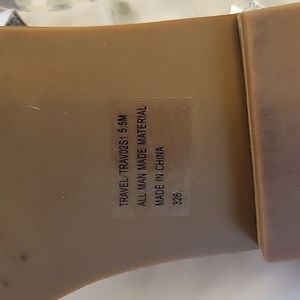 TRAVEL/TRAV02S1 5.5M
ALL MAN MADE MATERIAL
MADE IN CHINA
326